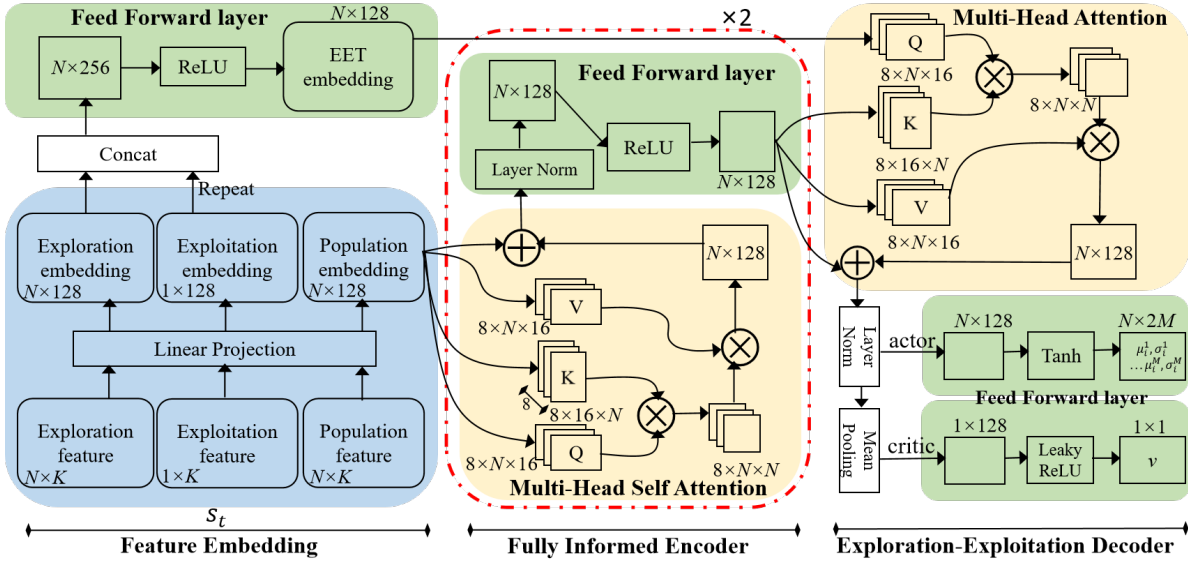 Feed Forward layer
N×128
N×256
ReLU
EET
embedding
Concat
Repeat
Exploration
embedding
N×128
Exploitation
embedding
1×128
Population
embedding
N×128
Linear Projection
Exploration
feature
N×K
Exploitation
feature
1×K
Population
feature
N×K
S_t
Feature Embedding
×2
Feed Forward layer
N×128
ReLU
Layer Norm
N×128
N×128
V
8×N×16
K
8
8×16×N
Q
8×N×16
8×N×N
Multi-Head Self Attention
Fully Informed Encoder
Multi-Head Attention
Q
8×N×16
8×N×N
K
8×16×N
V
8×N×16
N×128
Layer
Norm
actor
N×128
Tanh
N×2M
μ_i^1,σ_i^1
…μ_i^M,σ_i^M
Feed Forward layer
Mean
Pooling
critic
1×128
Leaky
ReLU
1×1
v
Exploration-Exploitation Decoder